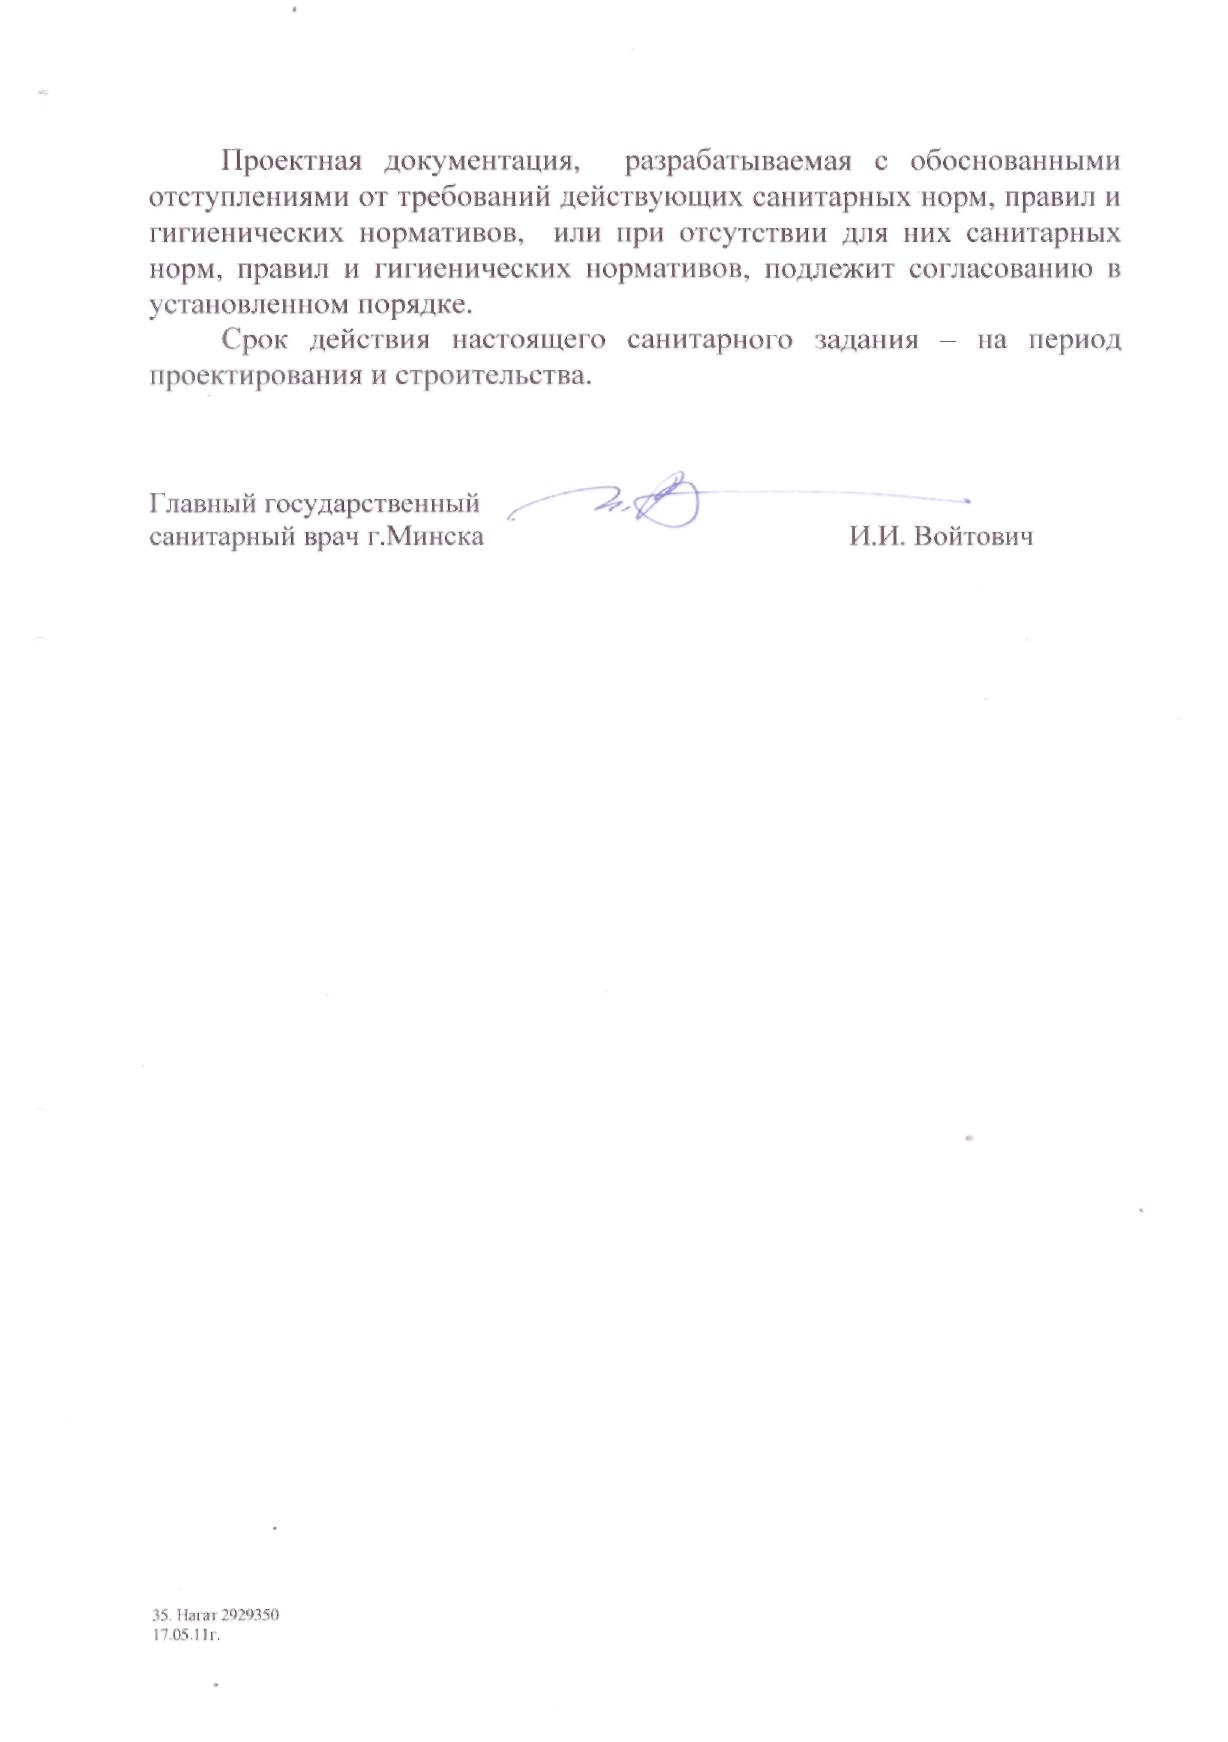 Проектная документация, разрабатываемая с обоснованными
отступлениями от требований действующих санитарных норм, правил и
гигиенических нормативов, или при отсутствии для них санитарных
норм, правил и гигиенических нормативов, подлежит согласованию в
установленном порядке.
Срок действия настоящего санитарного задания – на период
проектирования и строительства.
Главный государственный
санитарный врач г.Минска И.И. Войтович
35. Нагат 2929350
17.05.11г.